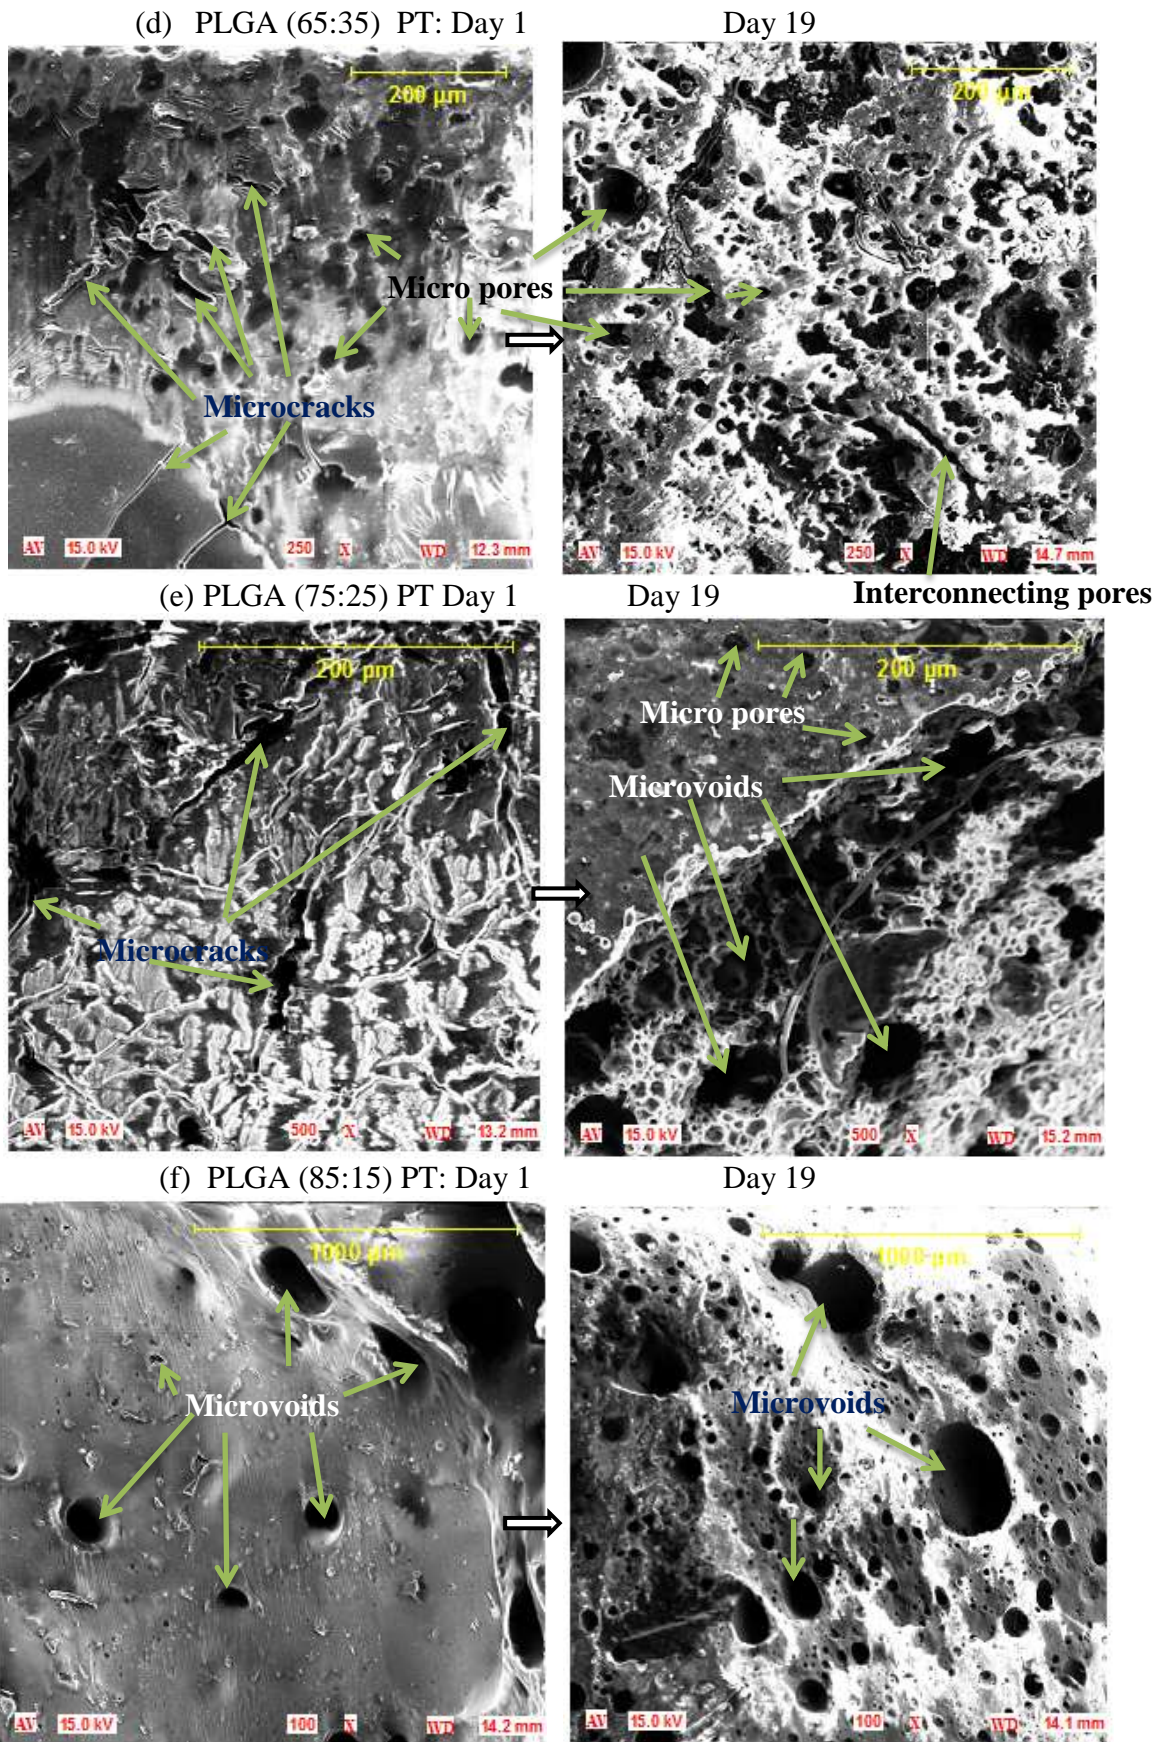 (d) PLGA (65:35) PT: Day 1 Day 19
200 µm 200 µm
Micro pores
Microcracks
AV 15.0 kV 250 X WD 12.3 mm AV 15.0 kV 250 X WD 14.7 mm
Interconnecting pores
(e) PLGA (75:25) PT Day 1 Day 19
200 µm 200 µm
Micro pores
Microvoids
Microcracks
AV 15.0 kV 500 X WD 13.2 mm AV 15.0 kV 500 X WD 15.2 mm
(f) PLGA (85:15) PT: Day 1 Day 19
1000 µm 1000 µm
Microvoids Microvoids
AV 15.0 kV 100 X WD 14.2 mm AV 15.0 kV 100 X WD 14.1 mm